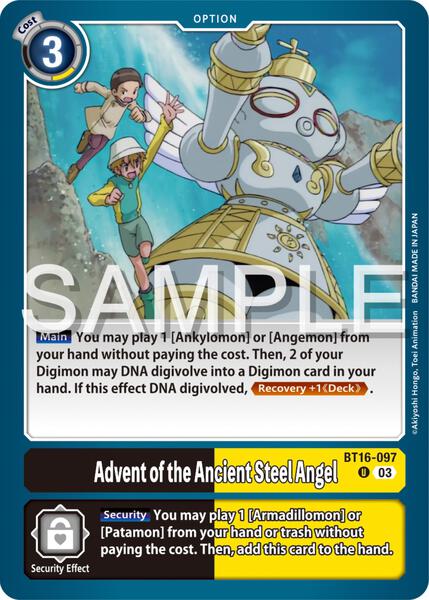 Cost
OPTION
3
SAMPLE
Main You may play 1 [Ankylomon] or [Angemon] from
your hand without paying the cost. Then, 2 of your
Digimon may DNA digivolve into a Digimon card in your
hand. If this effect DNA digivolved, Recovery +1《Deck》.
©Akiyoshi Hongo, Toei Animation BANDAI MADE IN JAPAN
BT16-097
Advent of the Ancient Steel Angel U 03
Security You may play 1 [Armadillomon] or
[Patamon] from your hand or trash without
paying the cost. Then, add this card to the hand.
Security Effect